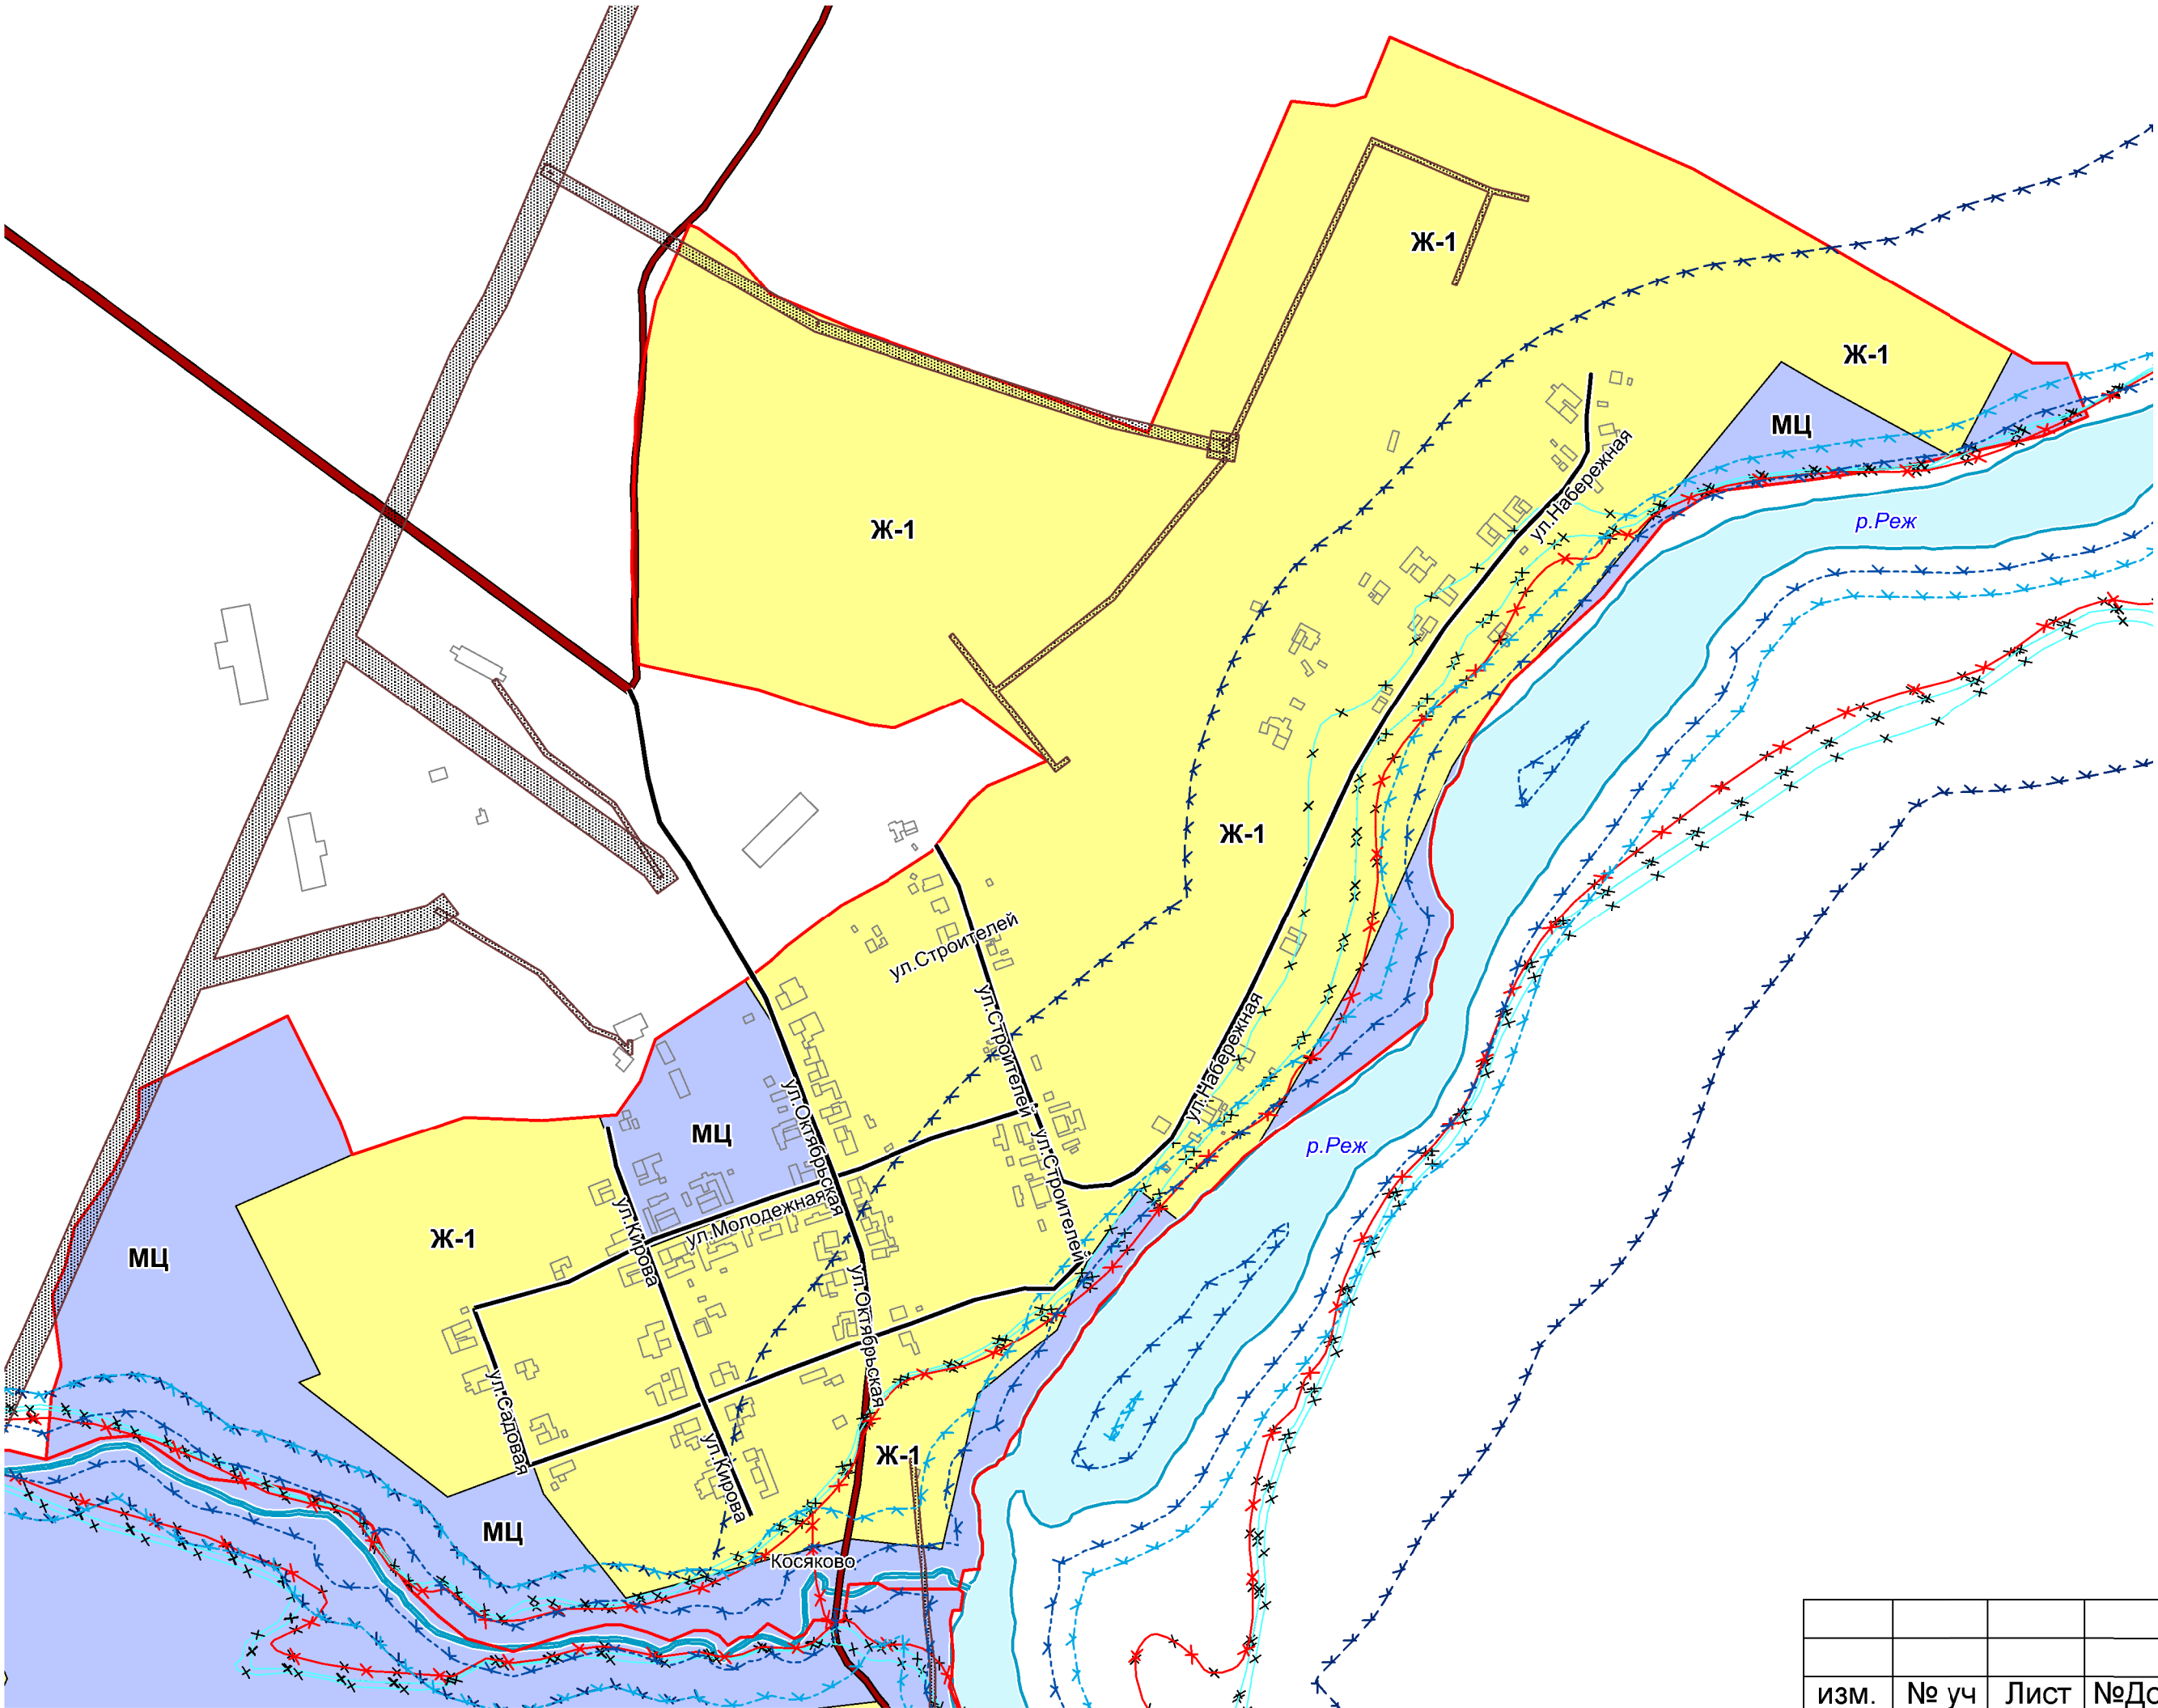 Ж-1
Ж-1
МЦ
ул.Набережная
р.Реж
Ж-1
Ж-1
ул.Строителей
ул.Строителей
ул.Набережная
ул.Октябрьская
МЦ
ул.Строителей
р.Реж
ул.Молодежная
ул.Кирова
Ж-1
МЦ
ул.Октябрьская
ул.Садовая
ул.Кирова
Ж-1
МЦ
Косяково
изм. № уч Лист №До